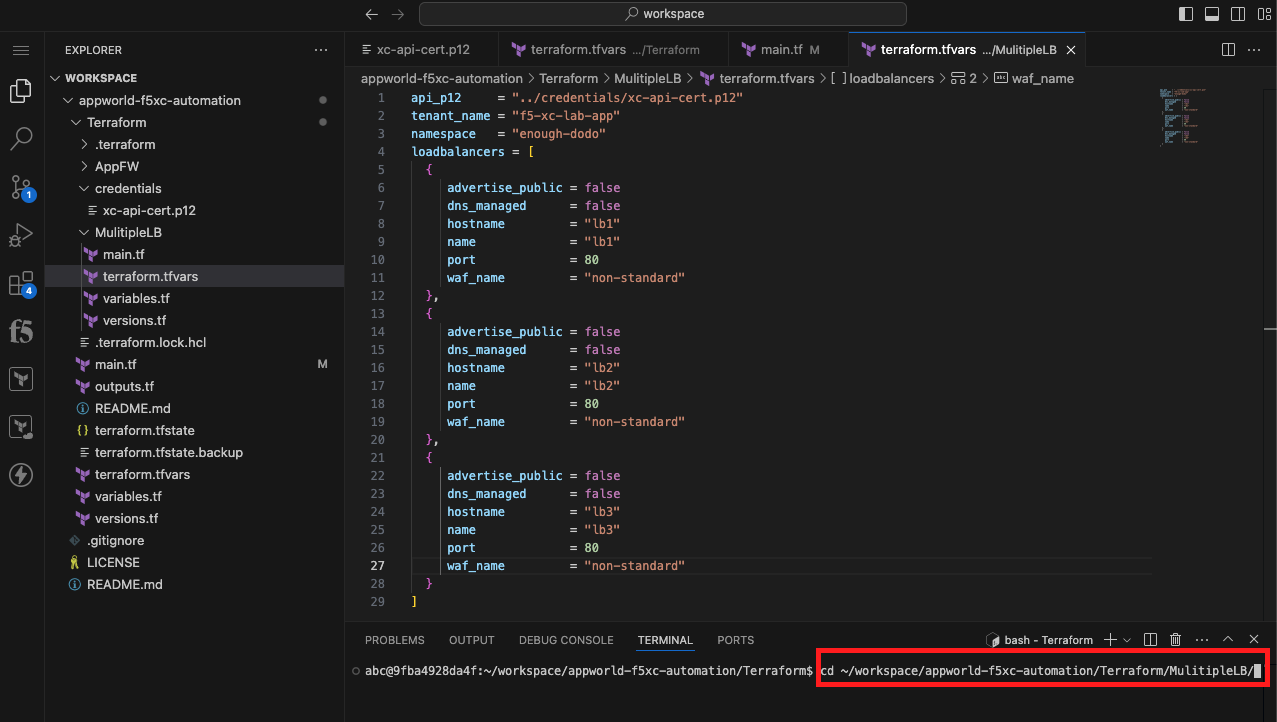 workspace
EXPLORER
xc-api-cert.p12
terraform.tfvars .../Terraform
main.tf M
terraform.tfvars .../MulitipleLB
WORKSPACE
appworld-f5xc-automation
Terraform
.terraform
AppFW
credentials
xc-api-cert.p12
MulitipleLB
main.tf
terraform.tfvars
variables.tf
versions.tf
.terraform.lock.hcl
main.tf M
outputs.tf
README.md
{} terraform.tfstate
terraform.tfstate.backup
terraform.tfvars
variables.tf
versions.tf
.gitignore
LICENSE
README.md
1
4
f5
appworld-f5xc-automation > Terraform > MulitipleLB > terraform.tfvars > [ ] loadbalancers > 2 > abc waf_name
1 api_p12 = "../credentials/xc-api-cert.p12"
2 tenant_name = "f5-xc-lab-app"
3 namespace = "enough-dodo"
4 loadbalancers = [
5 {
6 advertise_public = false
7 dns_managed = false
8 hostname = "lb1"
9 name = "lb1"
10 port = 80
11 waf_name = "non-standard"
12 },
13 {
14 advertise_public = false
15 dns_managed = false
16 hostname = "lb2"
17 name = "lb2"
18 port = 80
19 waf_name = "non-standard"
20 },
21 {
22 advertise_public = false
23 dns_managed = false
24 hostname = "lb3"
25 name = "lb3"
26 port = 80
27 waf_name = "non-standard"
28 }
29 ]
PROBLEMS OUTPUT DEBUG CONSOLE TERMINAL PORTS
bash - Terraform
abc@9fba4928da4f:~/workspace/appworld-f5xc-automation/Terraform$ cd ~/workspace/appworld-f5xc-automation/Terraform/MulitipleLB/